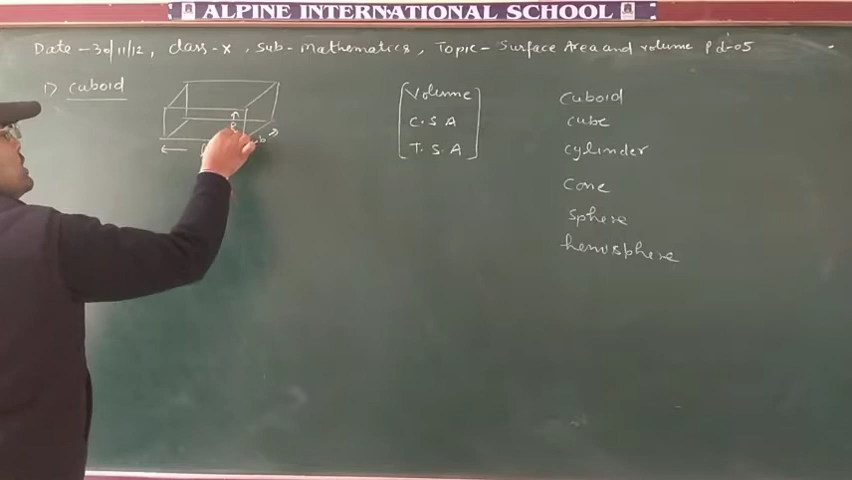 ALPINE INTERNATIONAL SCHOOL
Date - 30/11/12, class-x, Sub- Mathematics, Topic- Surface Area and volume Pd-05
1) Cuboid
b
Volume
C.S.A
T.S.A
Cuboid
Cube
Cylinder
Cone
Sphere
hemisphere